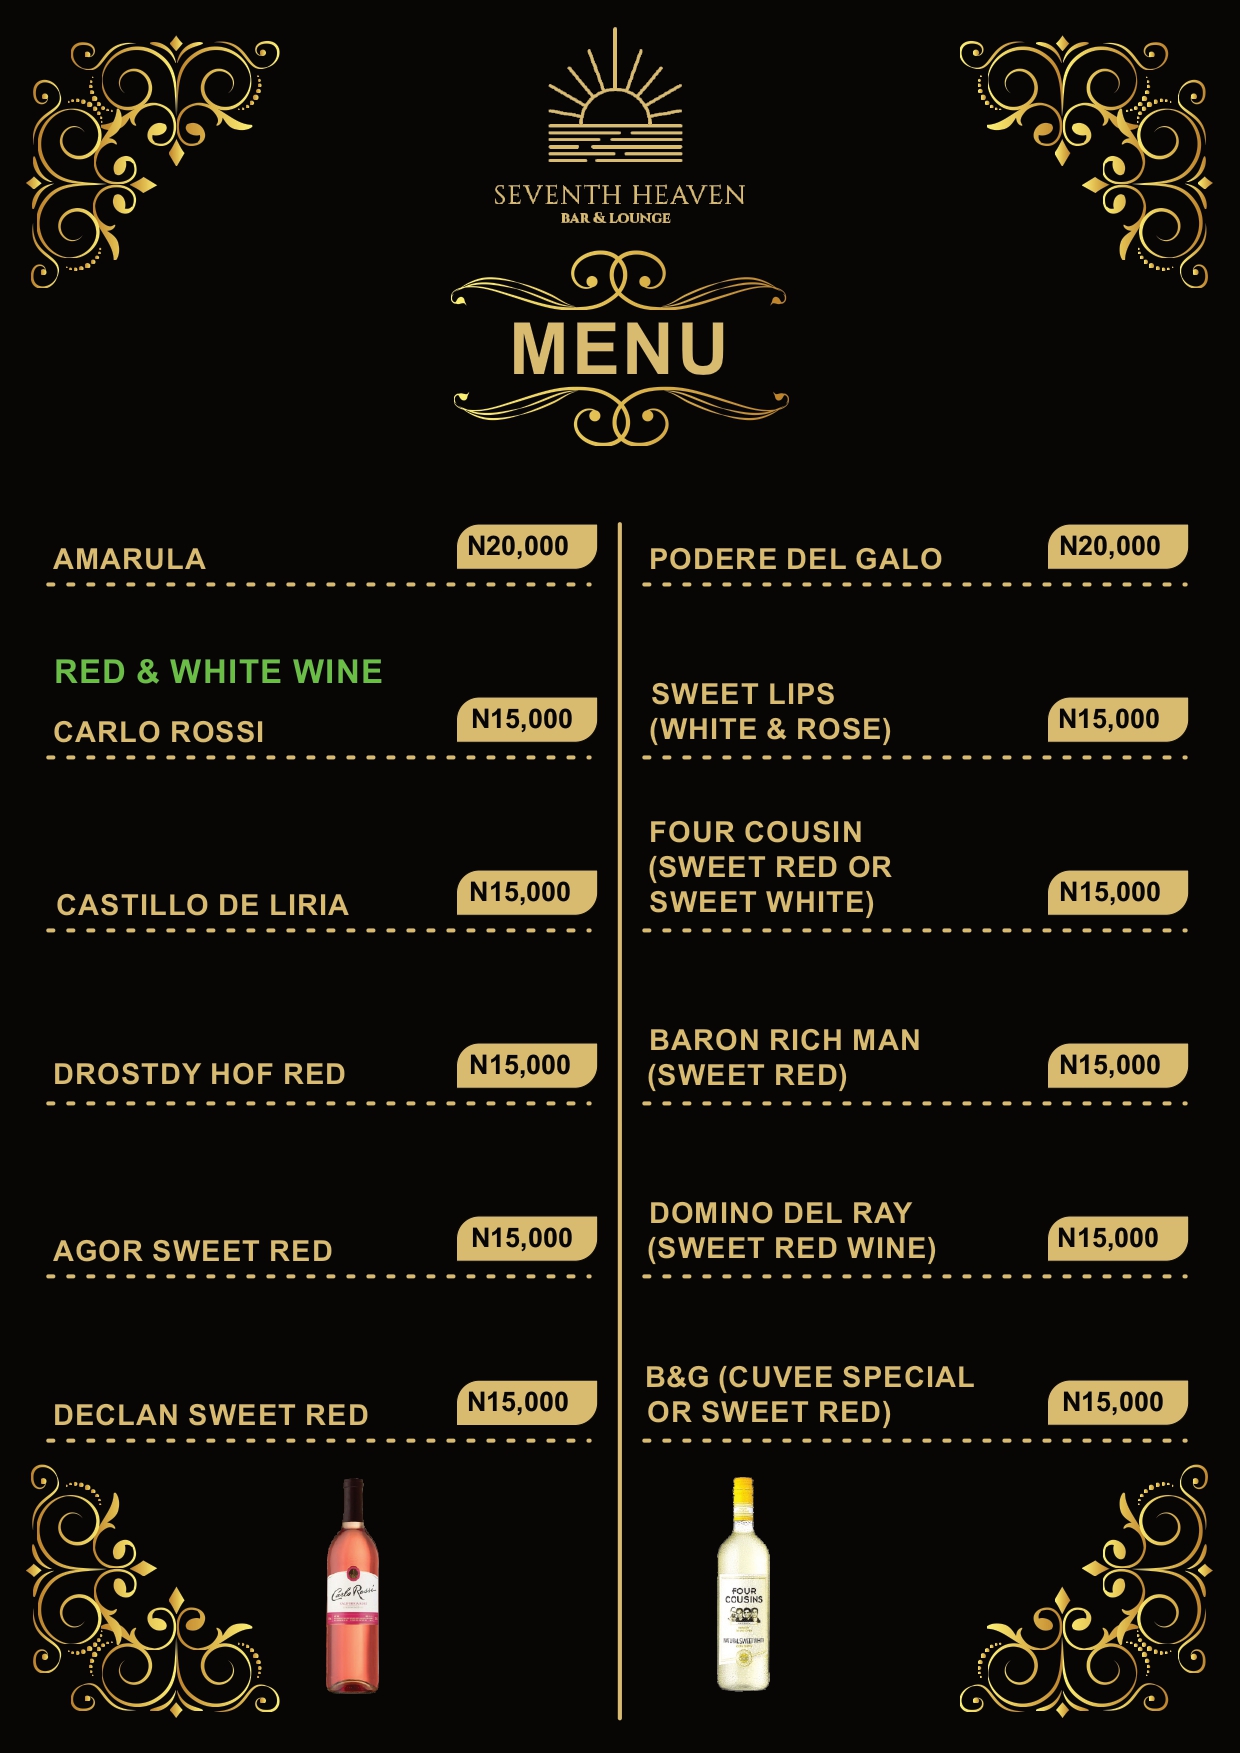 SEVENTH HEAVEN
BAR & LOUNGE
MENU
AMARULA N20,000
RED & WHITE WINE
CARLO ROSSI N15,000
CASTILLO DE LIRIA N15,000
DROSTDY HOF RED N15,000
AGOR SWEET RED N15,000
DECLAN SWEET RED N15,000
Carlo Rossi
PODERE DEL GALO N20,000
SWEET LIPS
(WHITE & ROSE) N15,000
FOUR COUSIN
(SWEET RED OR
SWEET WHITE) N15,000
BARON RICH MAN
(SWEET RED) N15,000
DOMINO DEL RAY
(SWEET RED WINE) N15,000
B&G (CUVEE SPECIAL
OR SWEET RED) N15,000
FOUR
COUSINS